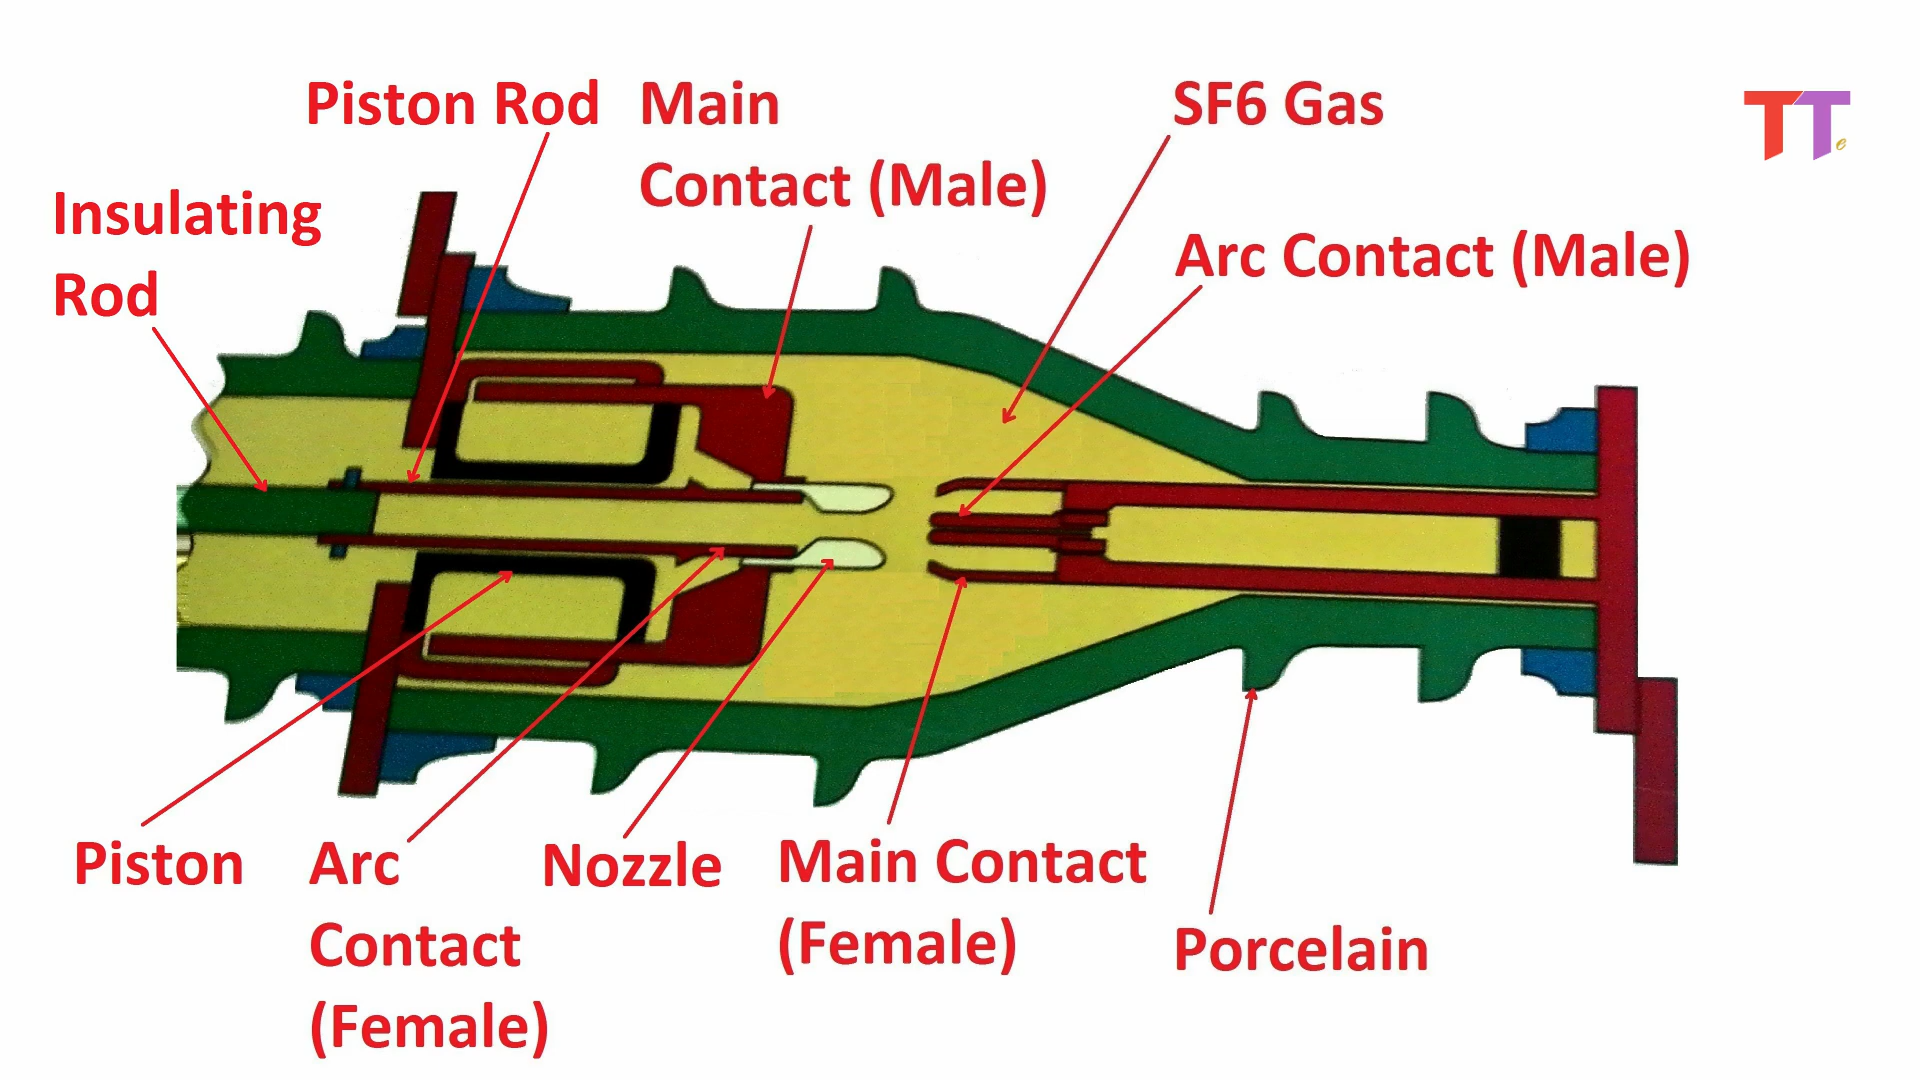 Piston Rod
Main
Contact (Male)
SF6 Gas
TTe
Insulating
Rod
Arc Contact (Male)
Piston
Arc
Contact
(Female)
Nozzle
Main Contact
(Female)
Porcelain